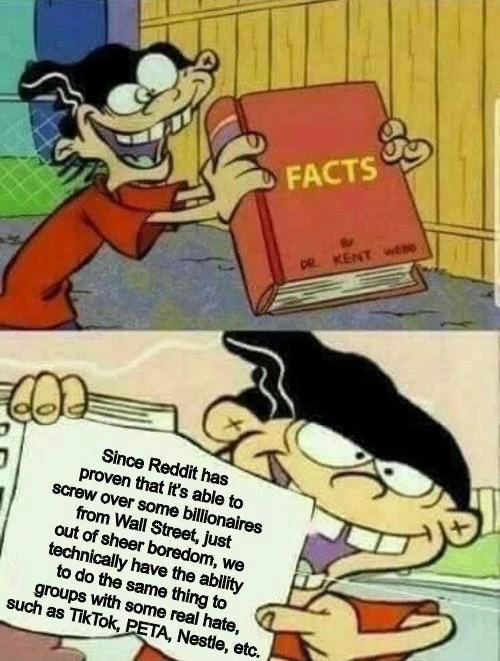 FACTS
By
DR. KENT WEBB
Since Reddit has
proven that it's able to
screw over some billionaires
from Wall Street, just
out of sheer boredom, we
technically have the ability
to do the same thing to
groups with some real hate,
such as TikTok, PETA, Nestle, etc.